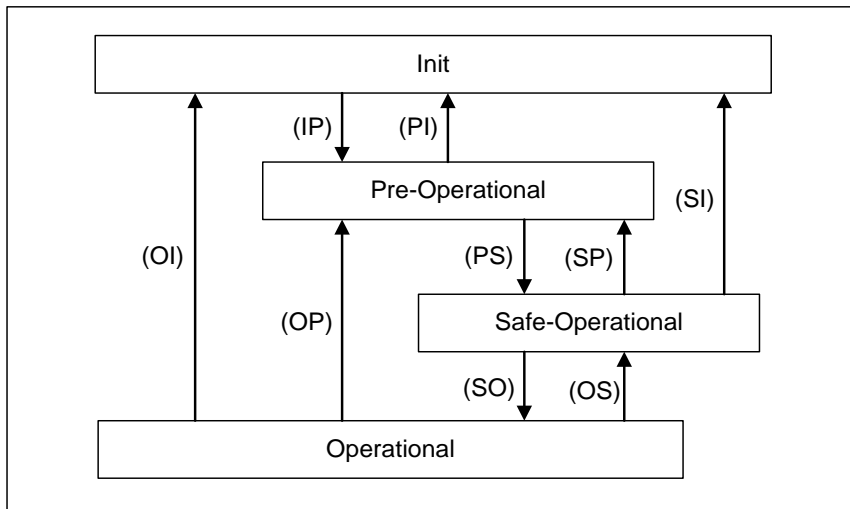 Init
(IP)
(PI)
Pre-Operational
(SI)
(OI)
(PS)
(SP)
(OP)
Safe-Operational
(SO)
(OS)
Operational